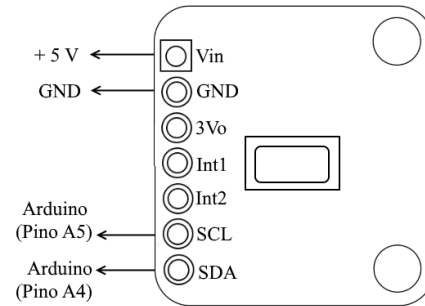 + 5 V
Vin
GND
GND
3Vo
Int1
Int2
Arduino
(Pino A5)
SCL
Arduino
(Pino A4)
SDA